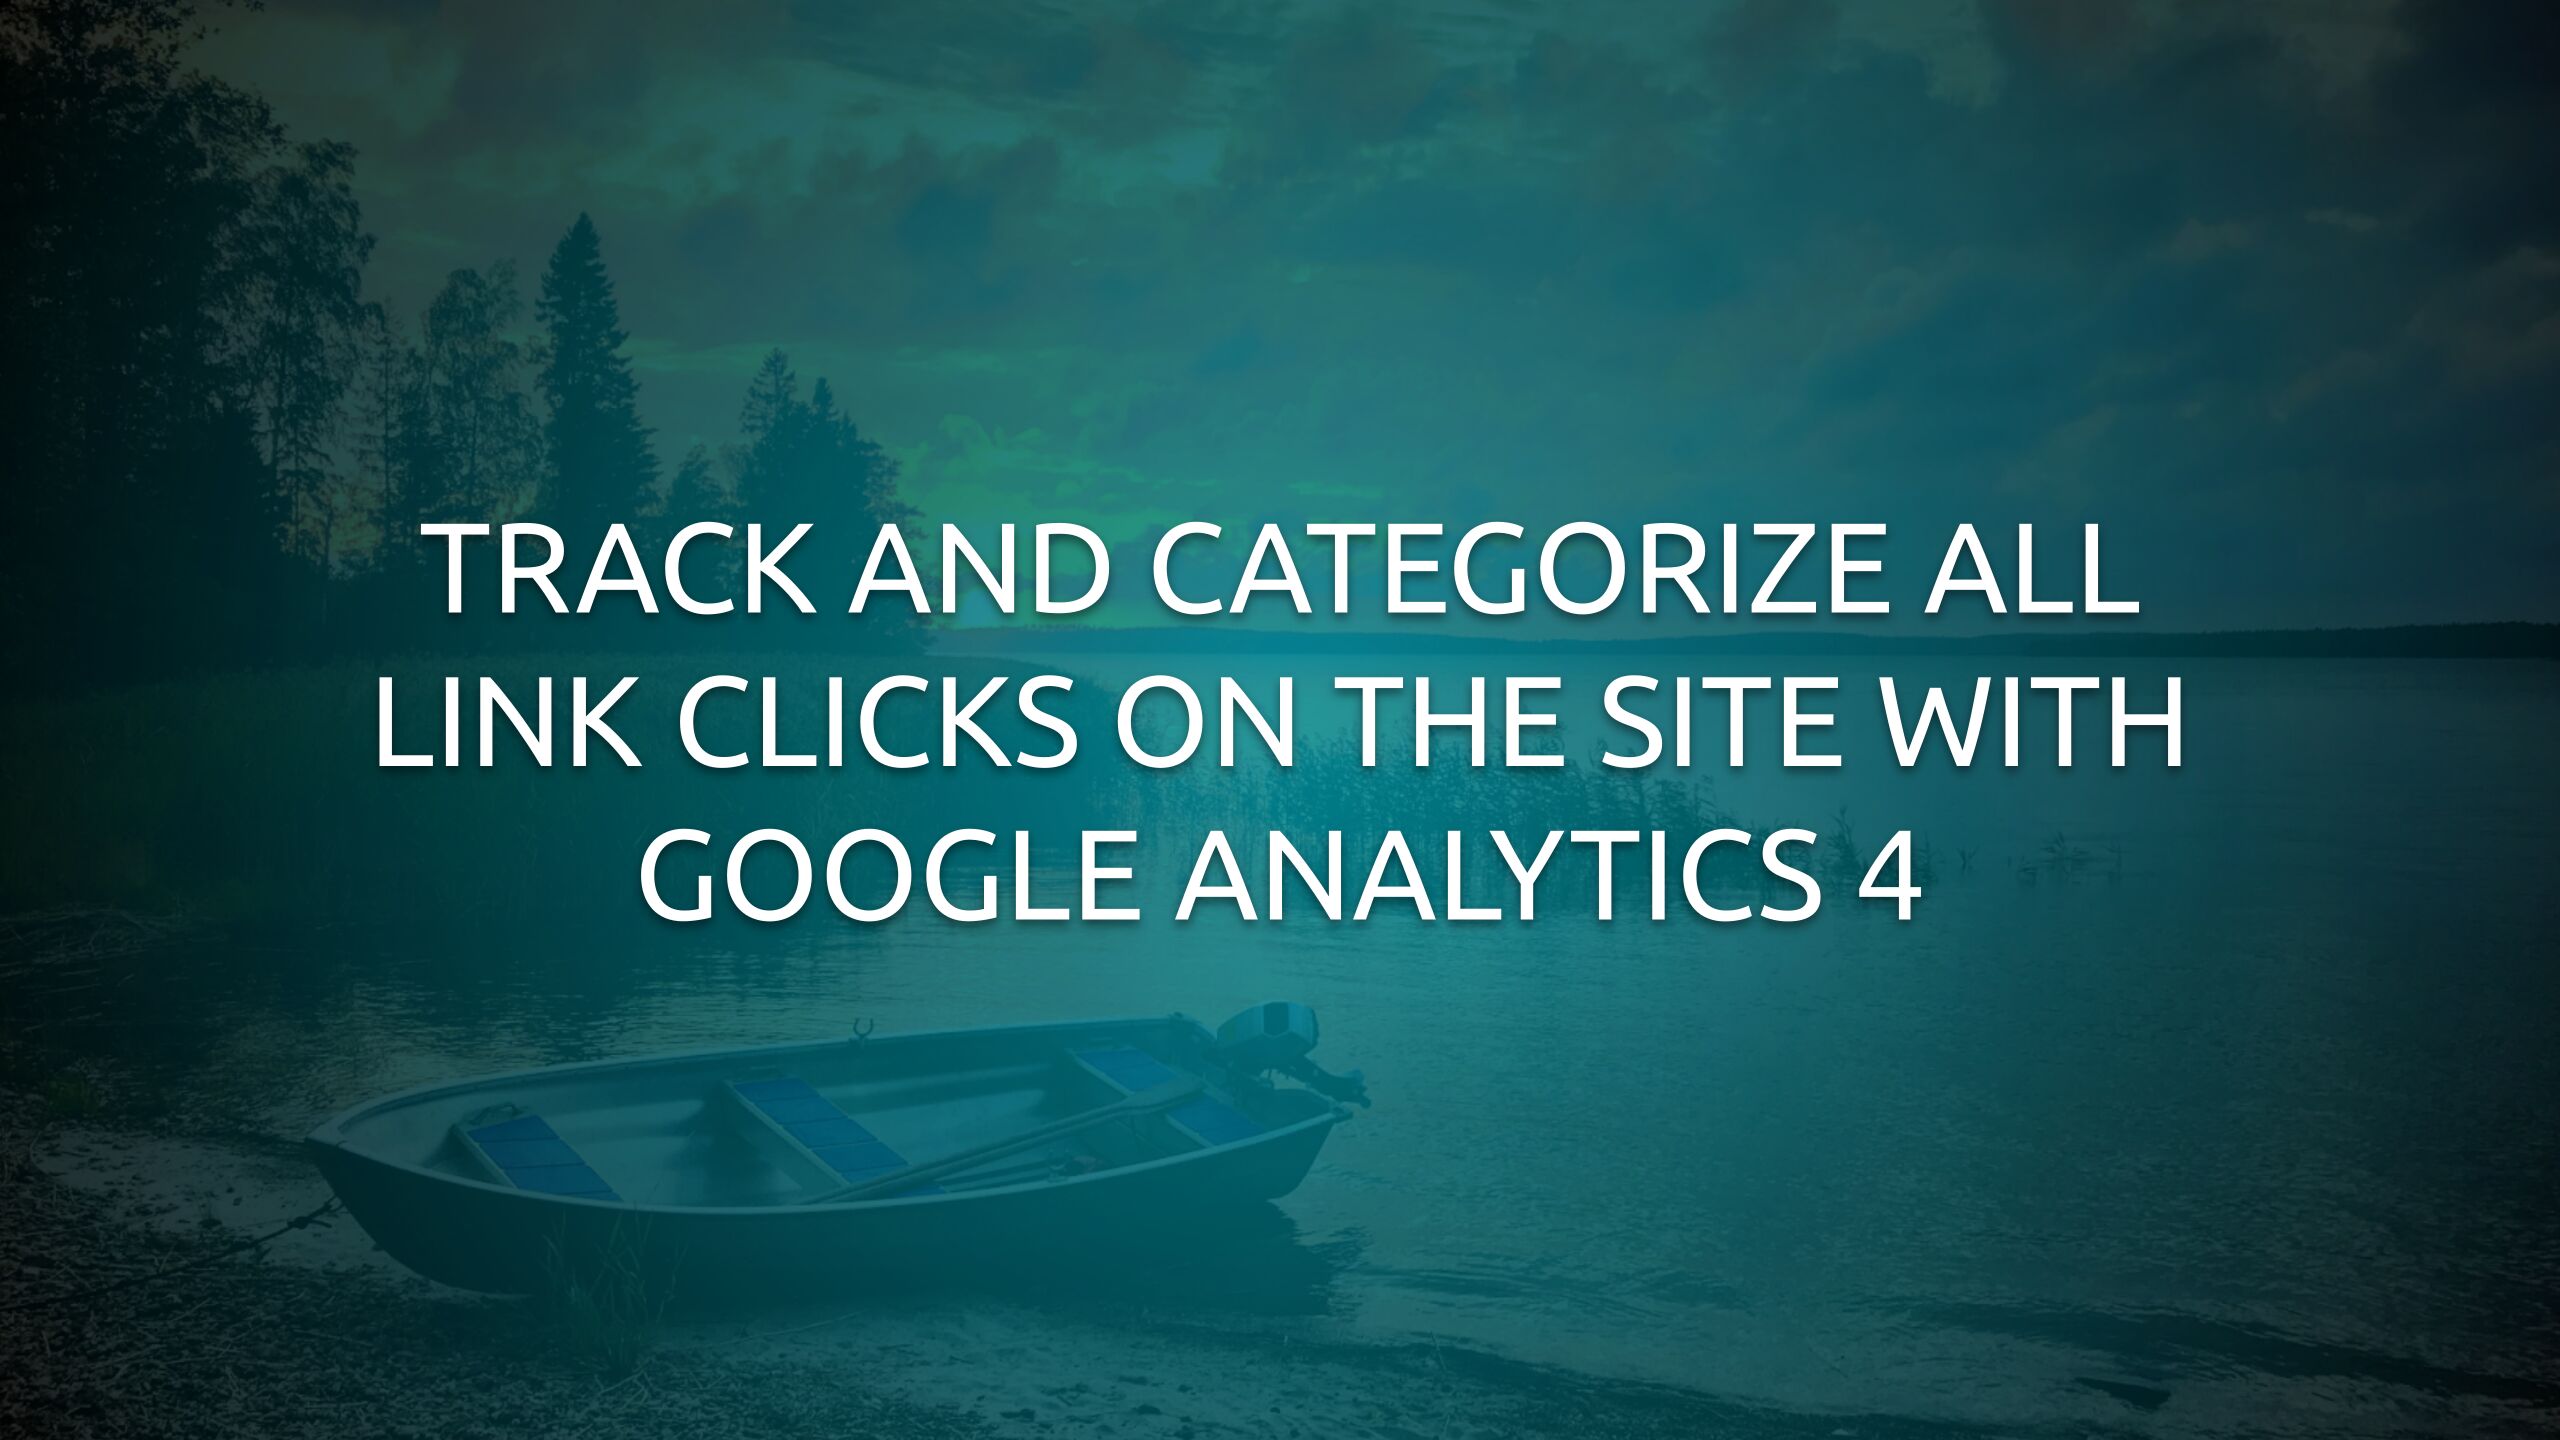 TRACK AND CATEGORIZE ALL
LINK CLICKS ON THE SITE WITH
GOOGLE ANALYTICS 4